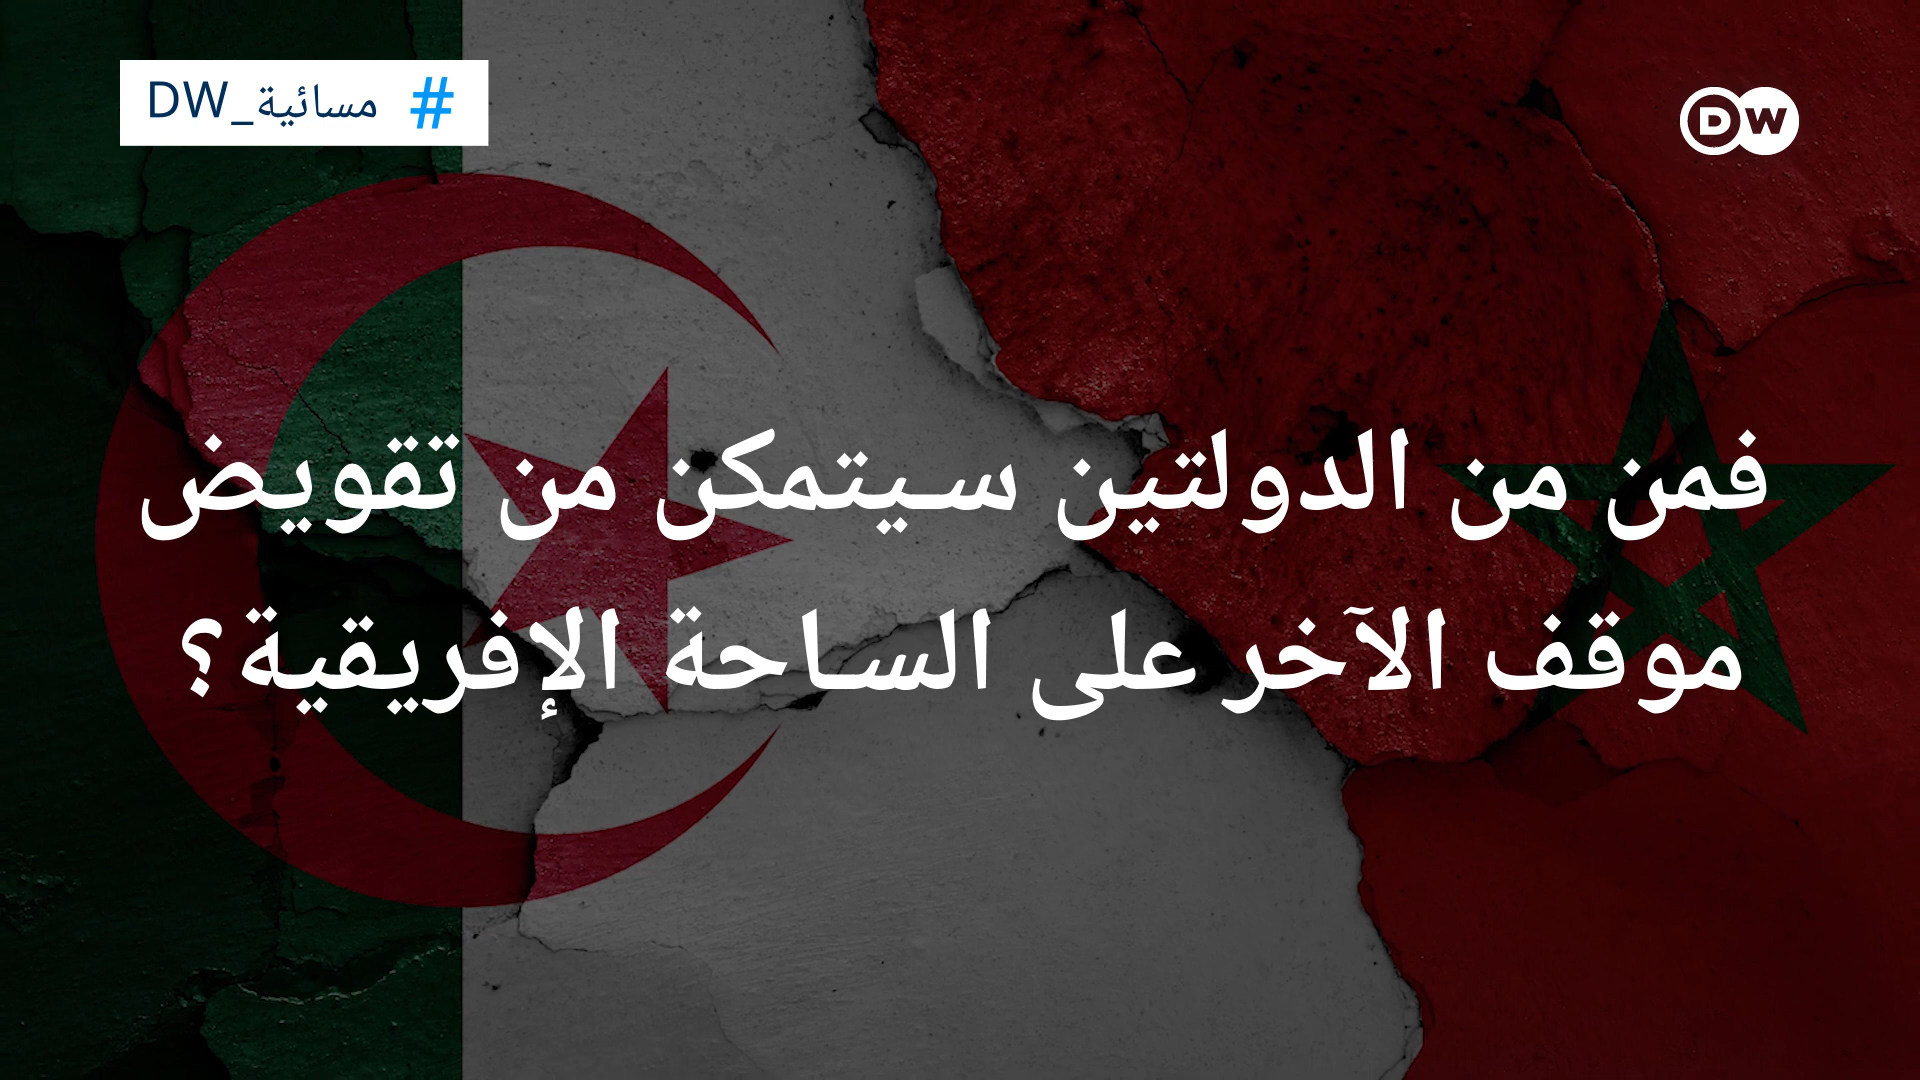 # مسائية_DW
DW
فمن من الدولتين سيتمكن من تقويض
موقف الآخر على الساحة الإفريقية؟